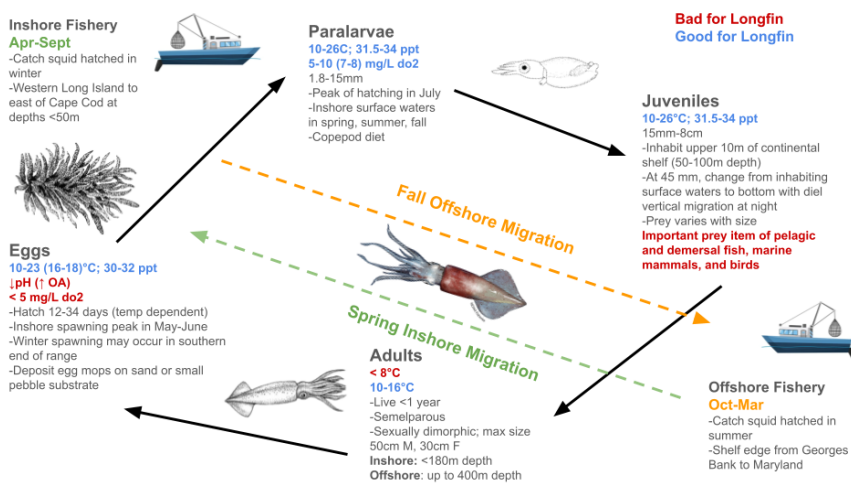 Inshore Fishery
Apr-Sept
-Catch squid hatched in
winter
-Western Long Island to
east of Cape Cod at
depths <50m
Paralarvae
10-26C; 31.5-34 ppt
5-10 (7-8) mg/L do2
1.8-15mm
-Peak of hatching in July
-Inshore surface waters
in spring, summer, fall
-Copepod diet
Bad for Longfin
Good for Longfin
Juveniles
10-26°C; 31.5-34 ppt
15mm-8cm
-Inhabit upper 10m of continental
shelf (50-100m depth)
-At 45 mm, change from inhabiting
surface waters to bottom with diel
vertical migration at night
-Prey varies with size
Important prey item of pelagic
and demersal fish, marine
mammals, and birds
Fall Offshore Migration
Spring Inshore Migration
Eggs
10-23 (16-18)°C; 30-32 ppt
↓pH (↑ OA)
< 5 mg/L do2
-Hatch 12-34 days (temp dependent)
-Inshore spawning peak in May-June
-Winter spawning may occur in southern
end of range
-Deposit egg mops on sand or small
pebble substrate
Adults
< 8°C
10-16°C
-Live <1 year
-Semelparous
-Sexually dimorphic; max size
50cm M, 30cm F
Inshore: <180m depth
Offshore: up to 400m depth
Offshore Fishery
Oct-Mar
-Catch squid hatched in
summer
-Shelf edge from Georges
Bank to Maryland